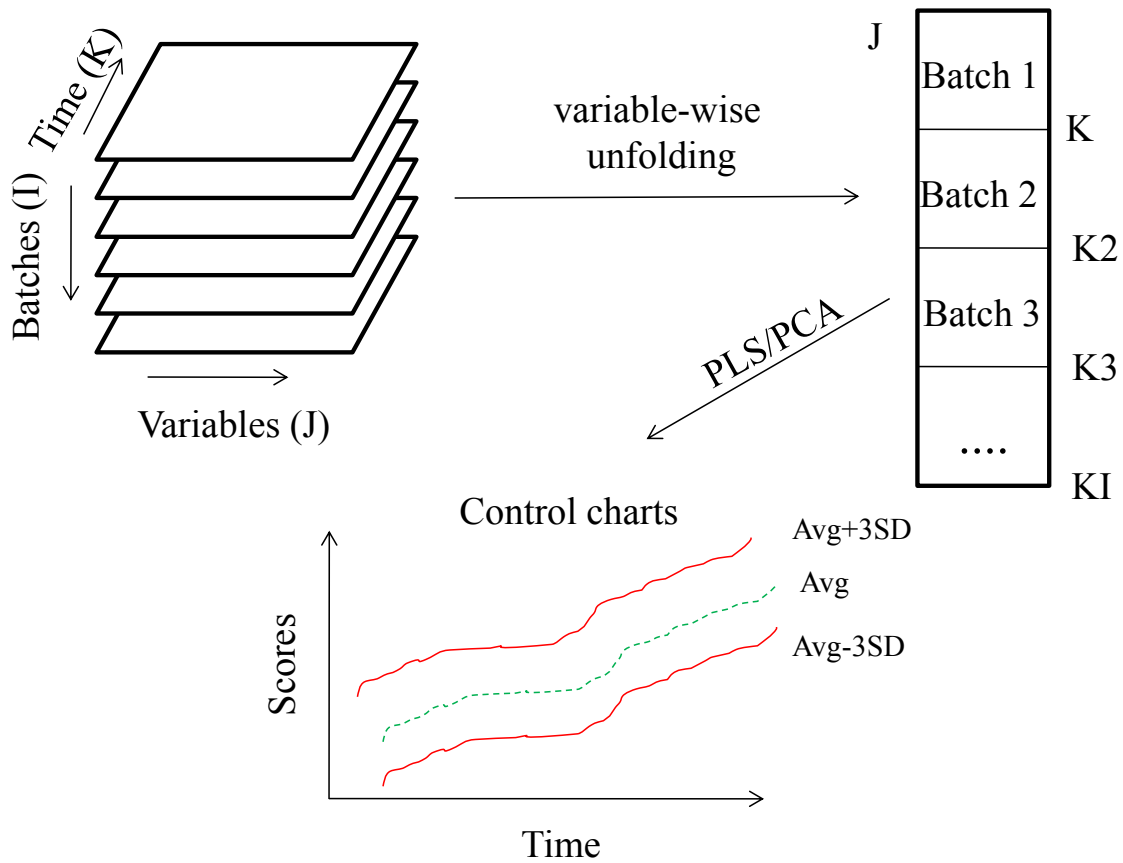 Time (K)
Batches (I)
Variables (J)
variable-wise
unfolding
J
Batch 1
K
Batch 2
K2
Batch 3
K3
....
KI
PLS/PCA
Control charts
Avg+3SD
Avg
Avg-3SD
Scores
Time